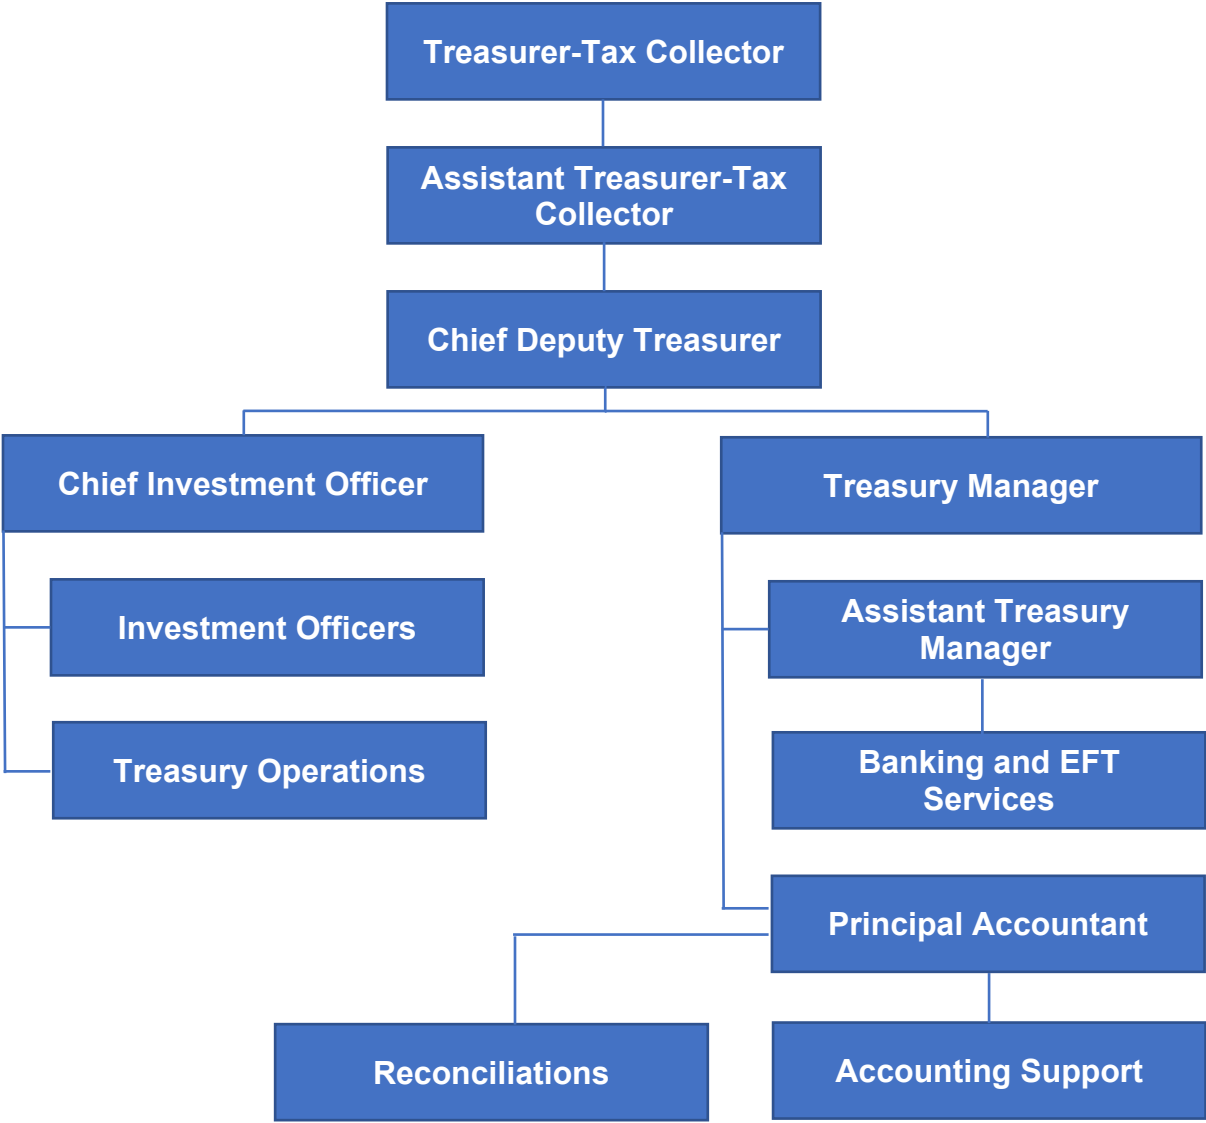 Treasurer-Tax Collector
Assistant Treasurer-Tax
Collector
Chief Deputy Treasurer
Chief Investment Officer
Treasury Manager
Investment Officers
Assistant Treasury
Manager
Treasury Operations
Banking and EFT
Services
Principal Accountant
Reconciliations
Accounting Support